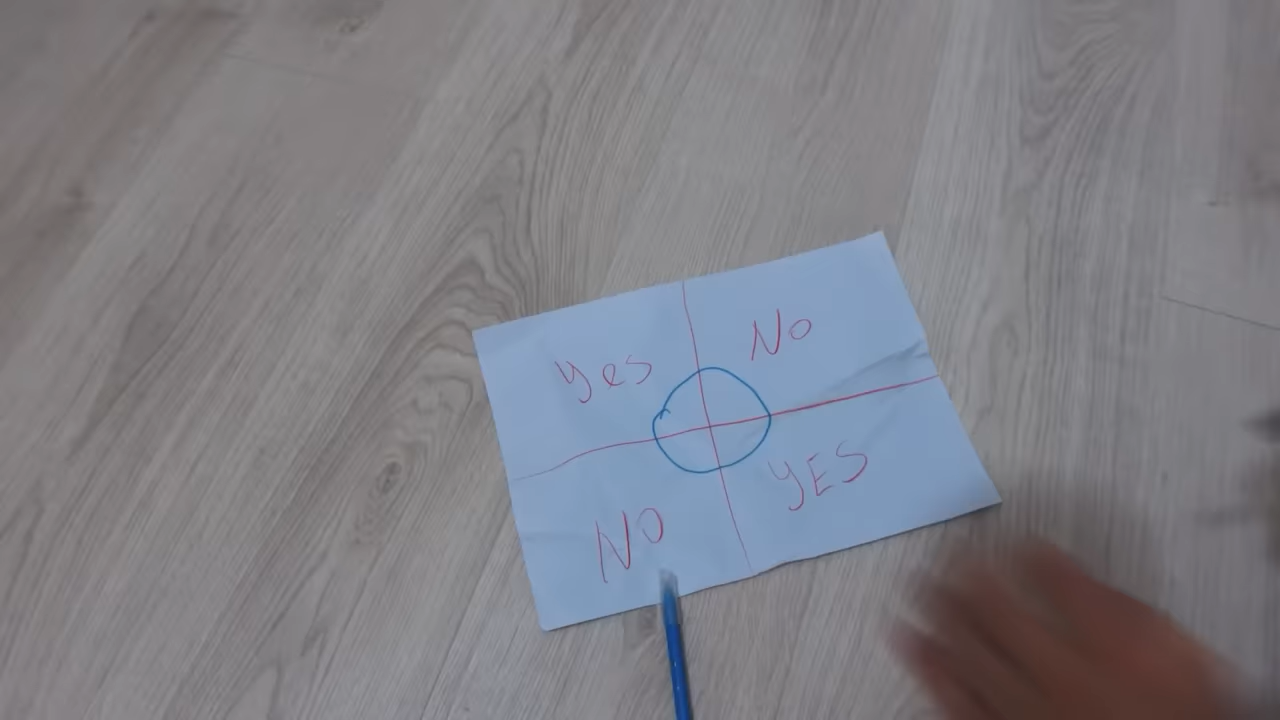 Yes No
NO YES